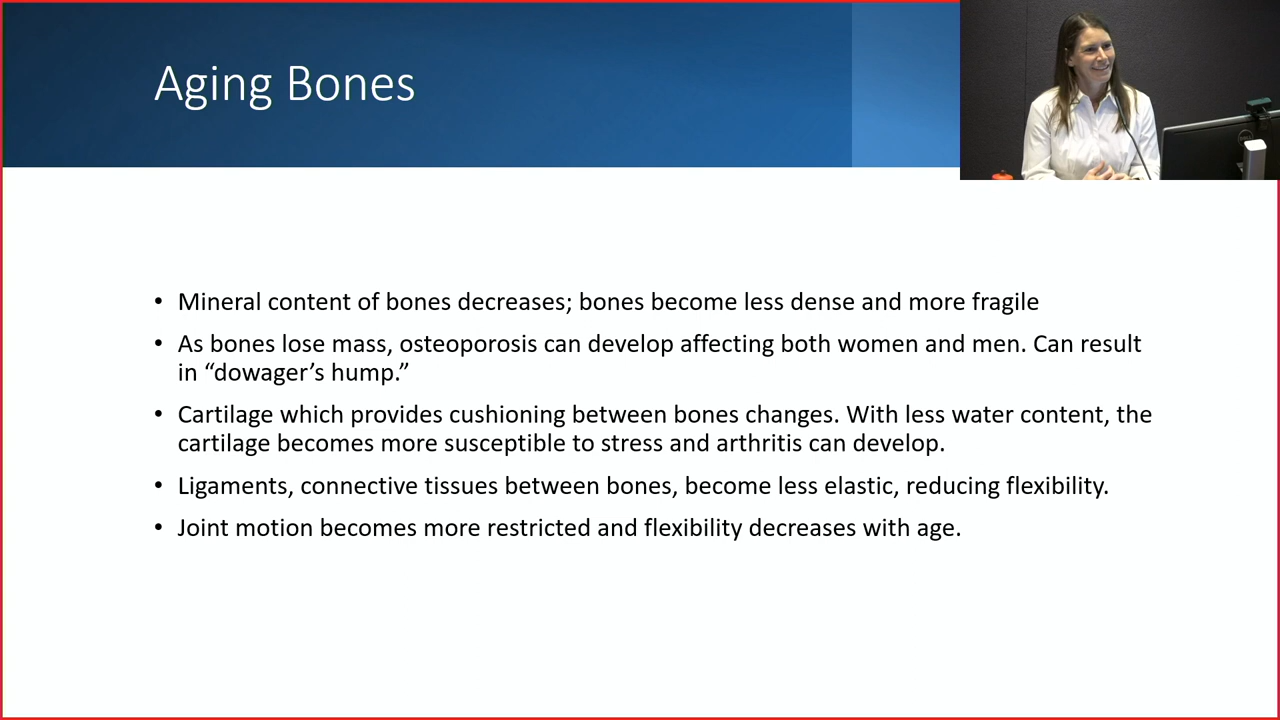 Aging Bones
• Mineral content of bones decreases; bones become less dense and more fragile
• As bones lose mass, osteoporosis can develop affecting both women and men. Can result
in “dowager’s hump.”
• Cartilage which provides cushioning between bones changes. With less water content, the
cartilage becomes more susceptible to stress and arthritis can develop.
• Ligaments, connective tissues between bones, become less elastic, reducing flexibility.
• Joint motion becomes more restricted and flexibility decreases with age.